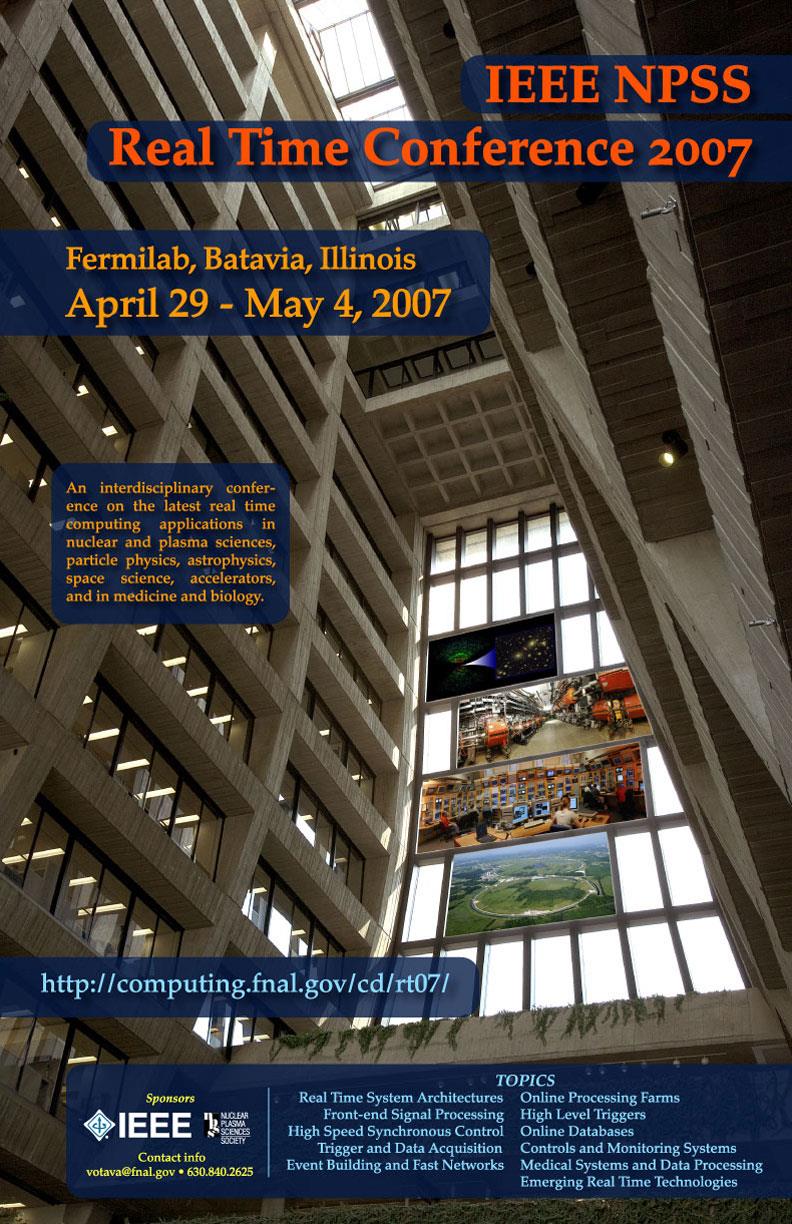 IEEE NPSS
Real Time Conference 2007
Fermilab, Batavia, Illinois
April 29 - May 4, 2007
An interdisciplinary confer-
ence on the latest real time
computing applications in
nuclear and plasma sciences,
particle physics, astrophysics,
space science, accelerators,
and in medicine and biology.
http://computing.fnal.gov/cd/rt07/
Sponsors
IEEE
NUCLEAR
PLASMA
SCIENCES
SOCIETY
Contact info
votava@fnal.gov • 630.840.2625
TOPICS
Real Time System Architectures
Front-end Signal Processing
High Speed Synchronous Control
Trigger and Data Acquisition
Event Building and Fast Networks
Online Processing Farms
High Level Triggers
Online Databases
Controls and Monitoring Systems
Medical Systems and Data Processing
Emerging Real Time Technologies